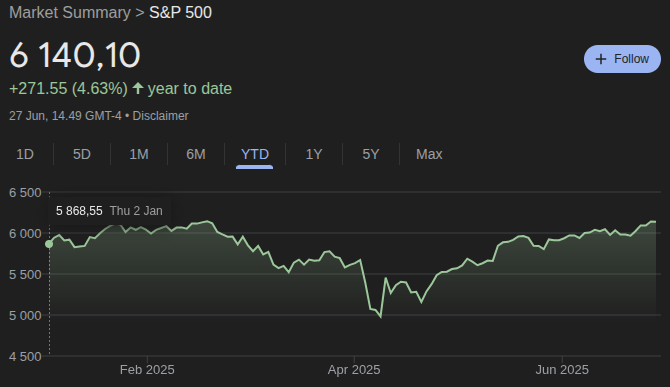 Market Summary > S&P 500
6 140,10
+ Follow
+271.55 (4.63%) ↑ year to date
27 Jun, 14.49 GMT-4 • Disclaimer
1D 5D 1M 6M YTD 1Y 5Y Max
6 500
5 868,55 Thu 2 Jan
6 000
5 500
5 000
4 500
Feb 2025 Apr 2025 Jun 2025